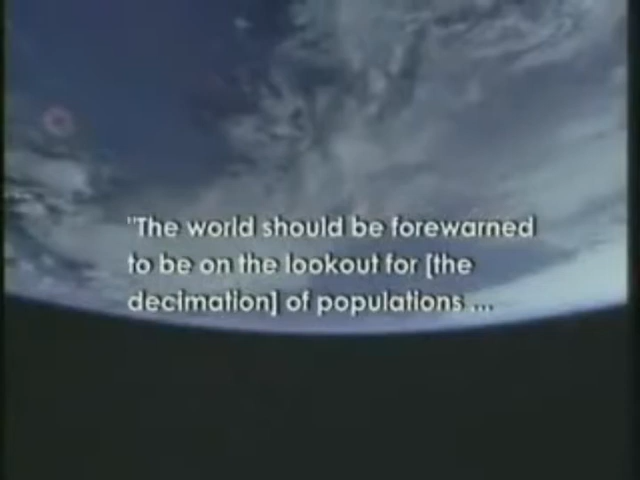 "The world should be forewarned
to be on the lookout for [the
decimation] of populations ...